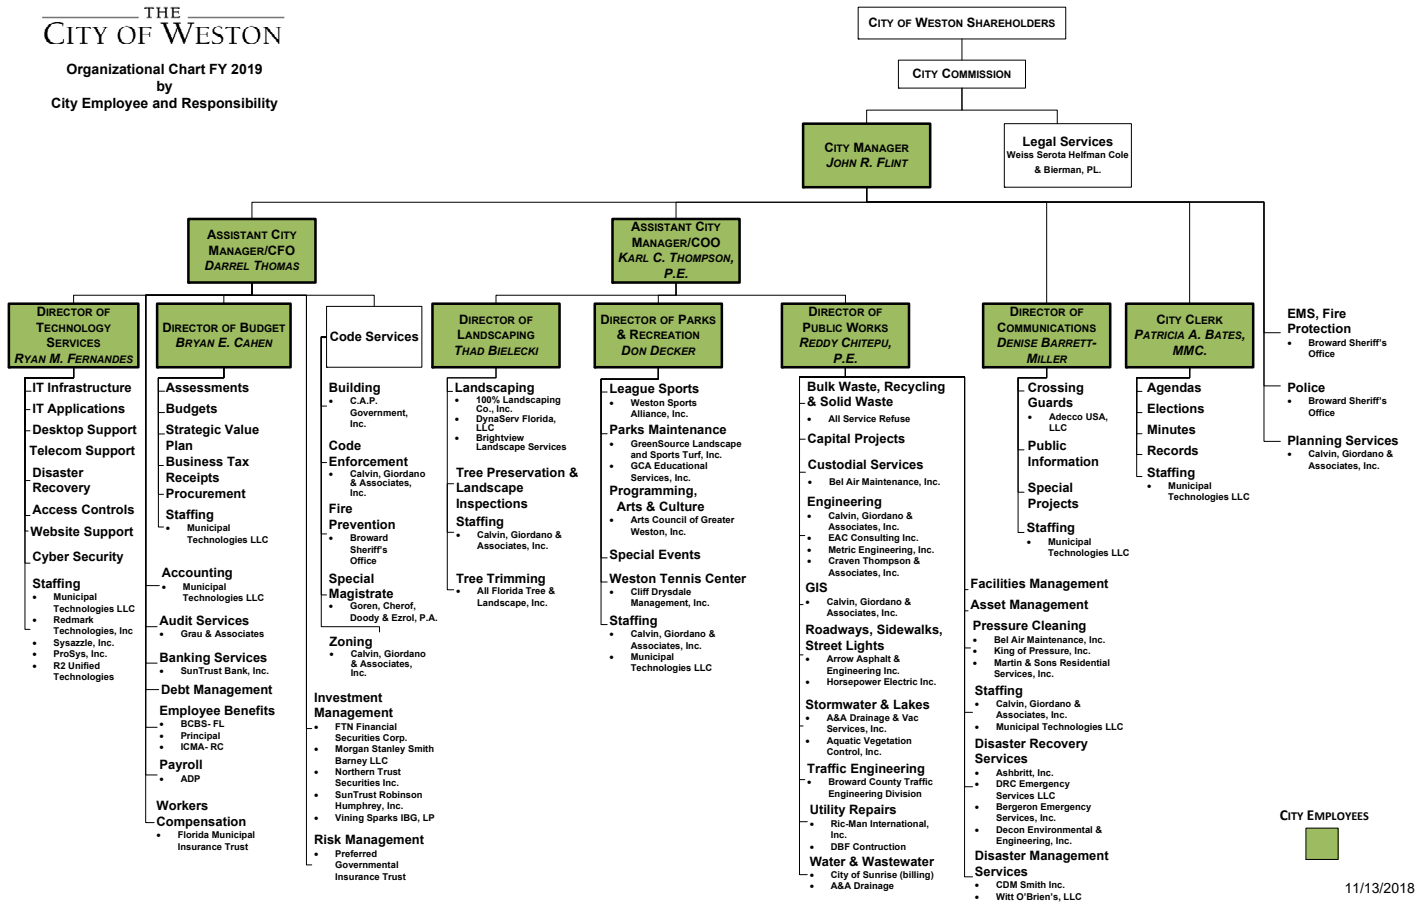 THE
CITY OF WESTON
Organizational Chart FY 2019
by
City Employee and Responsibility
CITY OF WESTON SHAREHOLDERS
CITY COMMISSION
CITY MANAGER
JOHN R. FLINT
Legal Services
Weiss Serota Helfman Cole
& Bierman, PL.
ASSISTANT CITY
MANAGER/CFO
DARREL THOMAS
ASSISTANT CITY
MANAGER/COO
KARL C. THOMPSON,
P.E.
DIRECTOR OF
TECHNOLOGY
SERVICES
RYAN M. FERNANDES
IT Infrastructure
IT Applications
Desktop Support
Telecom Support
Disaster
Recovery
Access Controls
Website Support
Cyber Security
Staffing
• Municipal
Technologies LLC
• Redmark
Technologies, Inc
• Sysazzle, Inc.
• ProSys, Inc.
• R2 Unified
Technologies
DIRECTOR OF BUDGET
BRYAN E. CAHEN
Assessments
Budgets
Strategic Value
Plan
Business Tax
Receipts
Procurement
Staffing
• Municipal
Technologies LLC
Accounting
• Municipal
Technologies LLC
Audit Services
• Grau & Associates
Banking Services
• SunTrust Bank, Inc.
Debt Management
Employee Benefits
• BCBS- FL
• Principal
• ICMA- RC
Payroll
• ADP
Workers
Compensation
• Florida Municipal
Insurance Trust
Code Services
Building
• C.A.P.
Government,
Inc.
Code
Enforcement
• Calvin, Giordano
& Associates,
Inc.
Fire
Prevention
• Broward
Sheriff's
Office
Special
Magistrate
• Goren, Cherof,
Doody & Ezrol, P.A.
Zoning
• Calvin, Giordano
& Associates,
Inc.
Investment
Management
• FTN Financial
Securities Corp.
• Morgan Stanley Smith
Barney LLC
• Northern Trust
Securities Inc.
• SunTrust Robinson
Humphrey, Inc.
• Vining Sparks IBG, LP
Risk Management
• Preferred
Governmental
Insurance Trust
DIRECTOR OF
LANDSCAPING
THAD BIELECKI
Landscaping
• 100% Landscaping
Co., Inc.
• DynaServ Florida,
LLC
• Brightview
Landscape Services
Tree Preservation &
Landscape
Inspections
Staffing
• Calvin, Giordano &
Associates, Inc.
Tree Trimming
• All Florida Tree &
Landscape, Inc.
DIRECTOR OF PARKS
& RECREATION
DON DECKER
League Sports
• Weston Sports
Alliance, Inc.
Parks Maintenance
• GreenSource Landscape
and Sports Turf, Inc.
• GCA Educational
Services, Inc.
Programming,
Arts & Culture
• Arts Council of Greater
Weston, Inc.
Special Events
Weston Tennis Center
• Cliff Drysdale
Management, Inc.
Staffing
• Calvin, Giordano &
Associates, Inc.
• Municipal
Technologies LLC
DIRECTOR OF
PUBLIC WORKS
REDDY CHITEPU,
P.E.
Bulk Waste, Recycling
& Solid Waste
• All Service Refuse
Capital Projects
Custodial Services
• Bel Air Maintenance, Inc.
Engineering
• Calvin, Giordano &
Associates, Inc.
• EAC Consulting Inc.
• Metric Engineering, Inc.
• Craven Thompson &
Associates, Inc.
GIS
• Calvin, Giordano &
Associates, Inc.
Roadways, Sidewalks,
Street Lights
• Arrow Asphalt &
Engineering Inc.
• Horsepower Electric Inc.
Stormwater & Lakes
• A&A Drainage & Vac
Services, Inc.
• Aquatic Vegetation
Control, Inc.
Traffic Engineering
• Broward County Traffic
Engineering Division
Utility Repairs
• Ric-Man International,
Inc.
• DBF Contruction
Water & Wastewater
• City of Sunrise (billing)
• A&A Drainage
Facilities Management
Asset Management
Pressure Cleaning
• Bel Air Maintenance, Inc.
• King of Pressure, Inc.
• Martin & Sons Residential
Services, Inc.
Staffing
• Calvin, Giordano &
Associates, Inc.
• Municipal Technologies LLC
Disaster Recovery
Services
• Ashbritt, Inc.
• DRC Emergency
Services LLC
• Bergeron Emergency
Services, Inc.
• Decon Environmental &
Engineering, Inc.
Disaster Management
Services
• CDM Smith Inc.
• Witt O'Brien's, LLC
DIRECTOR OF
COMMUNICATIONS
DENISE BARRETT-
MILLER
Crossing
Guards
• Adecco USA,
LLC
Public
Information
Special
Projects
Staffing
• Municipal
Technologies LLC
CITY CLERK
PATRICIA A. BATES,
MMC.
Agendas
Elections
Minutes
Records
Staffing
• Municipal
Technologies LLC
EMS, Fire
Protection
• Broward Sheriff's
Office
Police
• Broward Sheriff's
Office
Planning Services
• Calvin, Giordano &
Associates, Inc.
CITY EMPLOYEES
11/13/2018